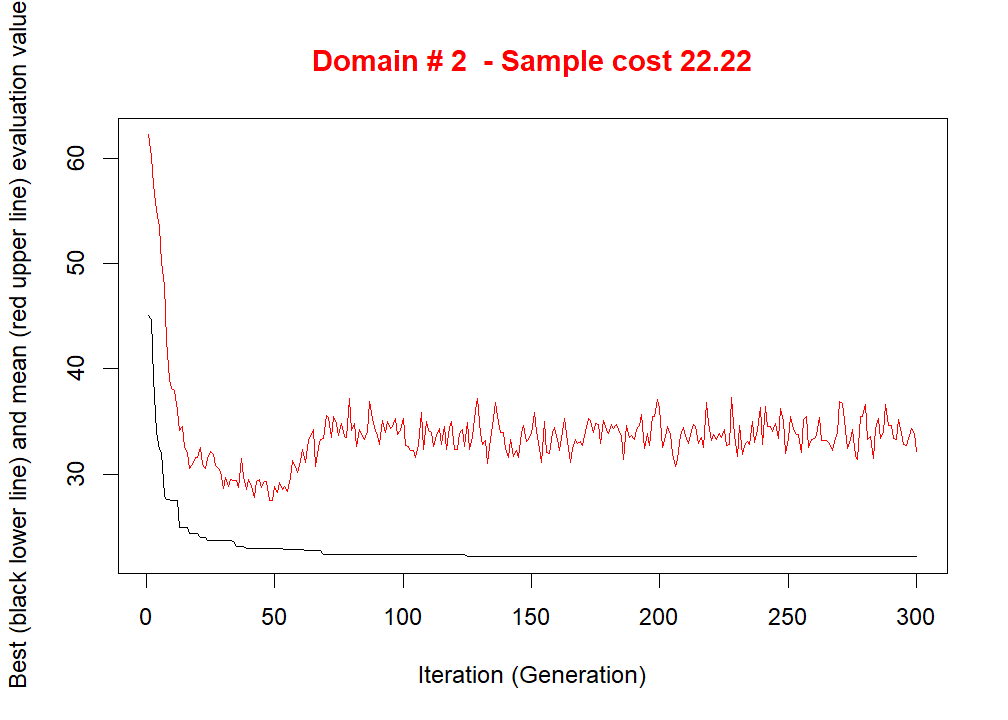 Domain # 2  - Sample cost 22.22
Best (black lower line) and mean (red upper line) evaluation value
60
50
40
30
0 50 100 150 200 250 300
Iteration (Generation)